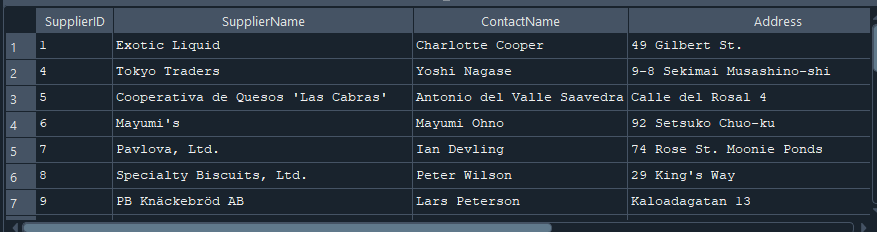 SupplierID SupplierName ContactName Address
1 1 Exotic Liquid Charlotte Cooper 49 Gilbert St.
2 4 Tokyo Traders Yoshi Nagase 9-8 Sekimai Musashino-shi
3 5 Cooperativa de Quesos 'Las Cabras' Antonio del Valle Saavedra Calle del Rosal 4
4 6 Mayumi's Mayumi Ohno 92 Setsuko Chuo-ku
5 7 Pavlova, Ltd. Ian Devling 74 Rose St. Moonie Ponds
6 8 Specialty Biscuits, Ltd. Peter Wilson 29 King's Way
7 9 PB Knäckebröd AB Lars Peterson Kaloadagatan 13